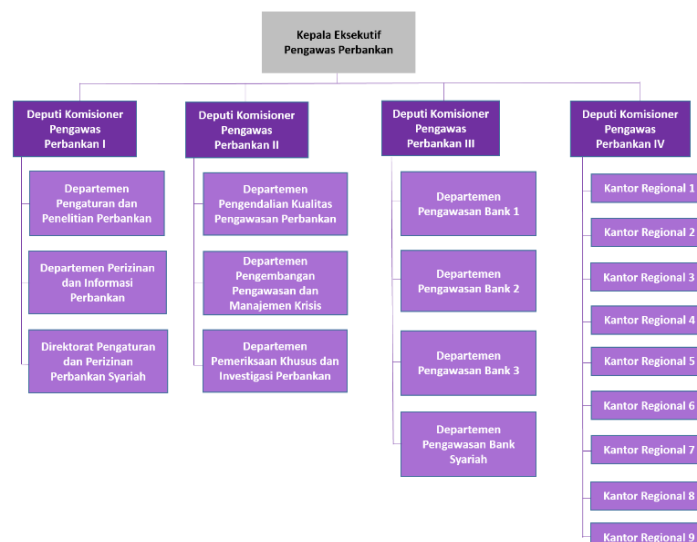 Kepala Eksekutif
Pengawas Perbankan
Deputi Komisioner
Pengawas
Perbankan I
Departemen
Pengaturan dan
Penelitian Perbankan
Departemen Perizinan
dan Informasi
Perbankan
Direktorat Pengaturan
dan Perizinan
Perbankan Syariah
Deputi Komisioner
Pengawas
Perbankan II
Departemen
Pengendalian Kualitas
Pengawasan Perbankan
Departemen
Pengembangan
Pengawasan dan
Manajemen Krisis
Departemen
Pemeriksaan Khusus dan
Investigasi Perbankan
Deputi Komisioner
Pengawas
Perbankan III
Departemen
Pengawasan Bank 1
Departemen
Pengawasan Bank 2
Departemen
Pengawasan Bank 3
Departemen
Pengawasan Bank
Syariah
Deputi Komisioner
Pengawas
Perbankan IV
Kantor Regional 1
Kantor Regional 2
Kantor Regional 3
Kantor Regional 4
Kantor Regional 5
Kantor Regional 6
Kantor Regional 7
Kantor Regional 8
Kantor Regional 9